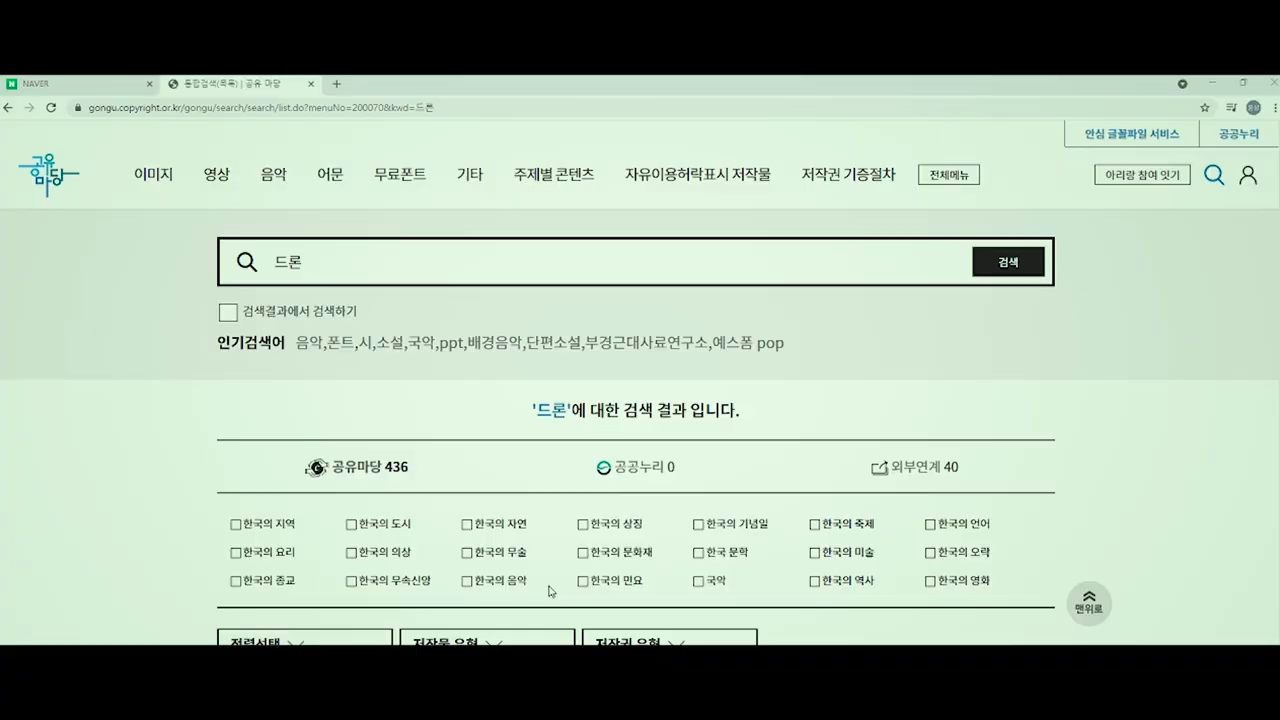 NAVER
통합검색(목록) | 공유 마당
gongu.copyright.or.kr/gongu/search/search/list.do?menuNo=200070&kwd=드론
안심 글꼴파일 서비스 공공누리
공유마당 이미지 영상 음악 어문 무료폰트 기타 주제별 콘텐츠 자유이용허락표시 저작물 저작권 기증절차 전체메뉴 아리랑 참여 잇기
드론 검색
검색결과에서 검색하기
인기검색어 음악,폰트,시,소설,국악,ppt,배경음악,단편소설,부경근대사료연구소,예스폼 pop
'드론'에 대한 검색 결과 입니다.
공유마당 436 공공누리 0 외부연계 40
한국의 지역 한국의 도시 한국의 자연 한국의 상징 한국의 기념일 한국의 축제 한국의 언어
한국의 요리 한국의 의상 한국의 무술 한국의 문화재 한국 문학 한국의 미술 한국의 오락
한국의 종교 한국의 무속신앙 한국의 음악 한국의 민요 국악 한국의 역사 한국의 영화
맨위로
정렬선택 저작물 유형 저작권 유형